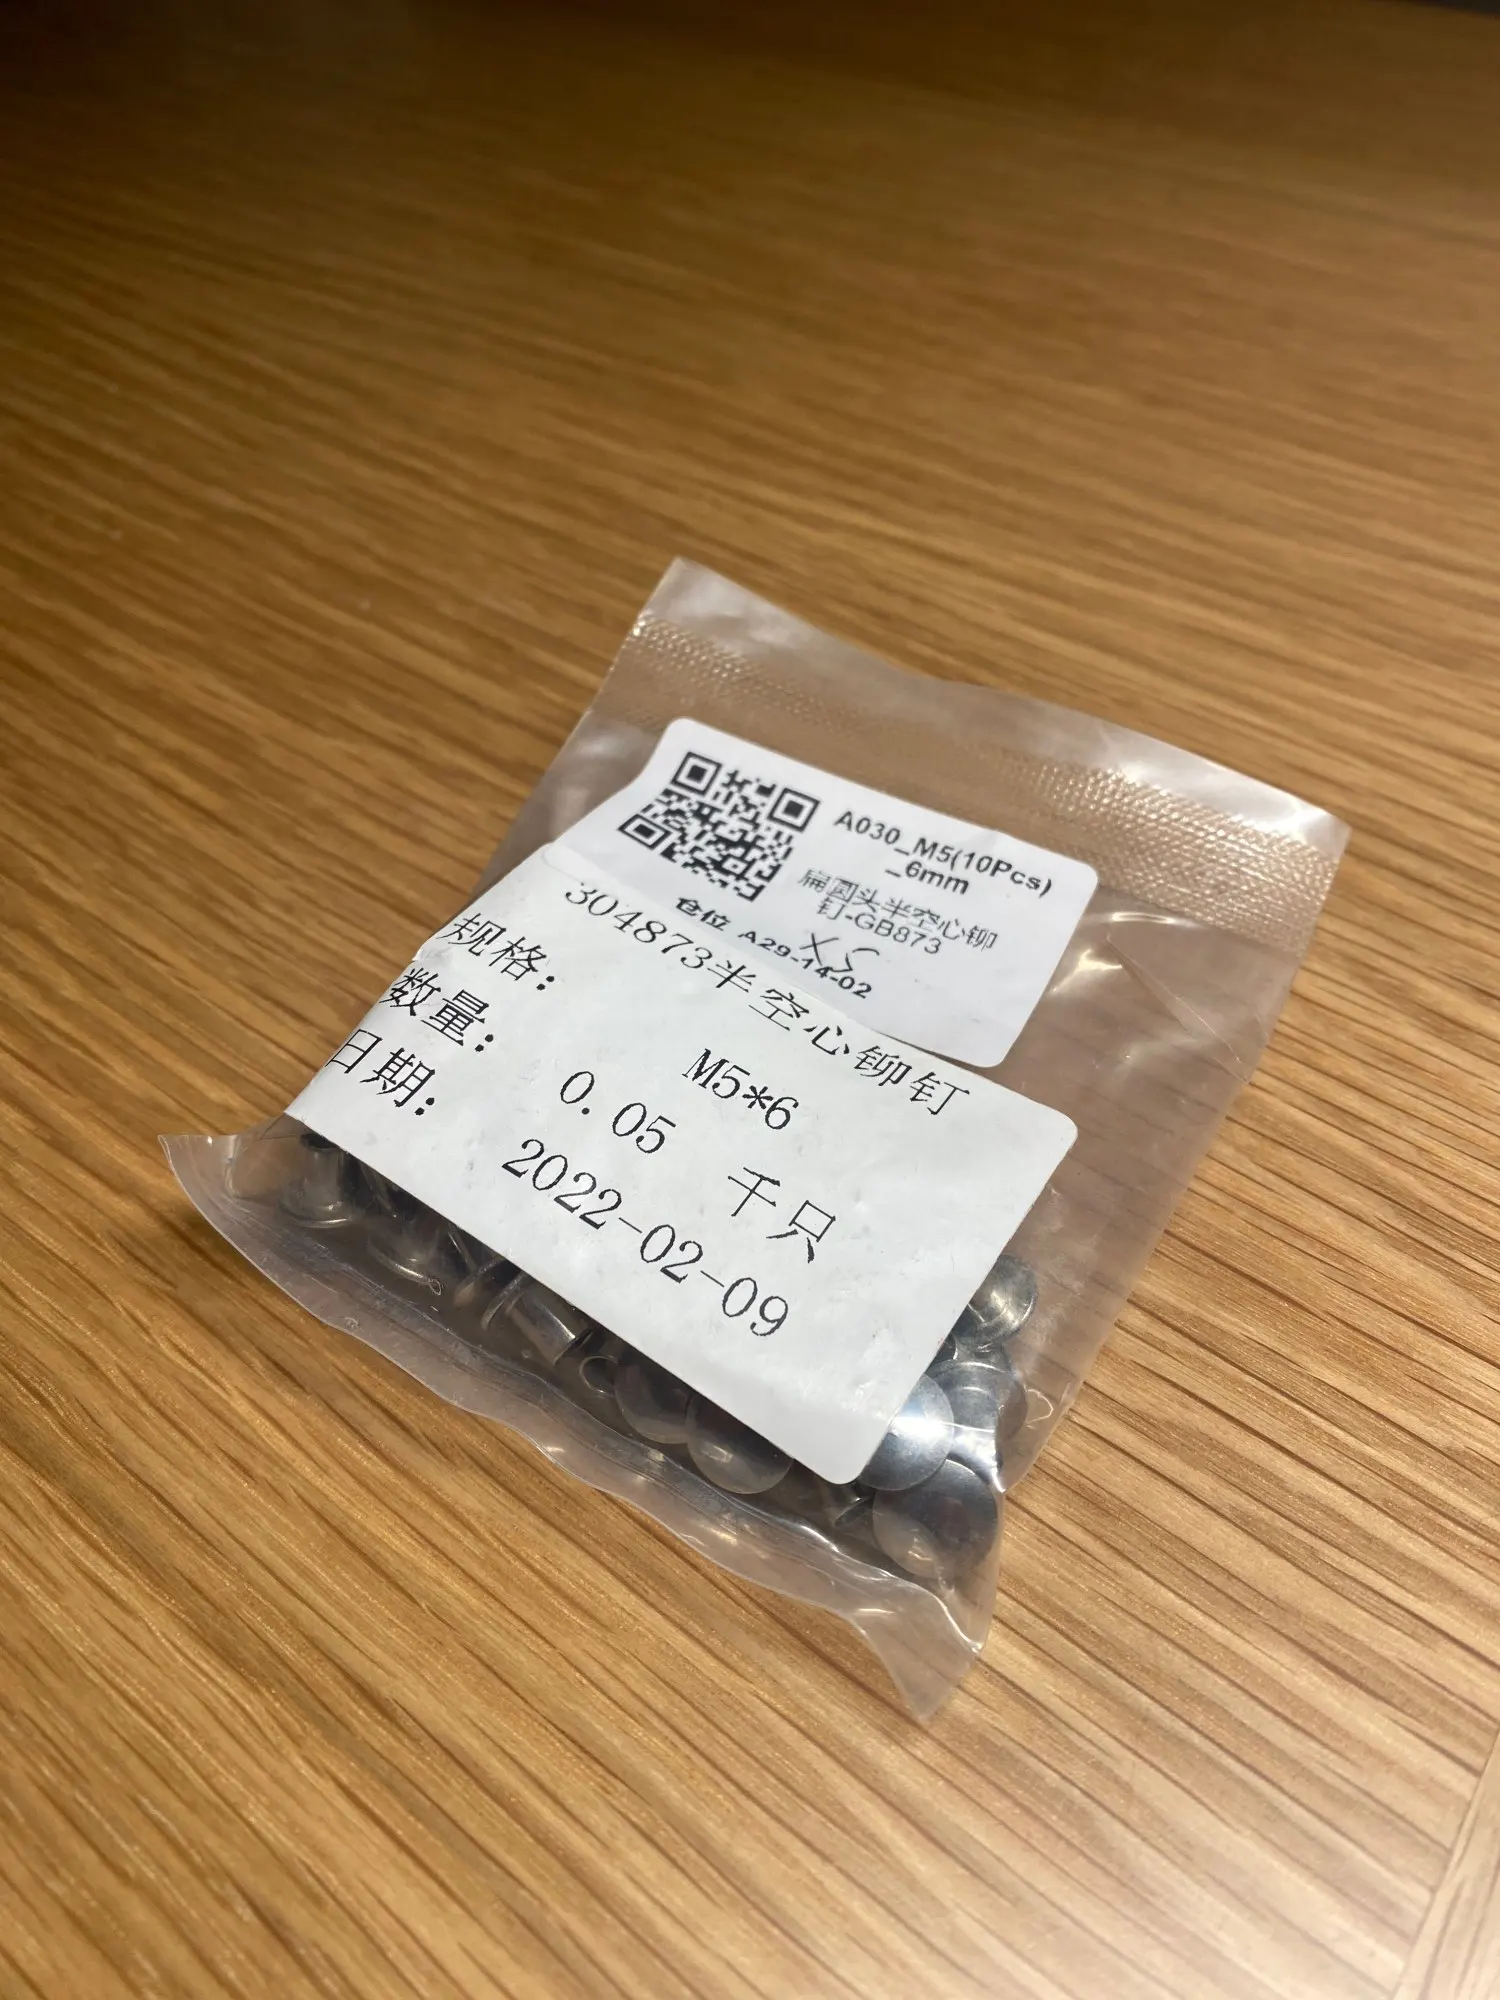 A030_M5(10Pcs)
_6mm
扁圆头半空心铆
钉-GB873
X5
仓位 A29-14-02
304873半空心铆钉
规格: M5*6
数量: 0.05 千只
日期: 2022-02-09